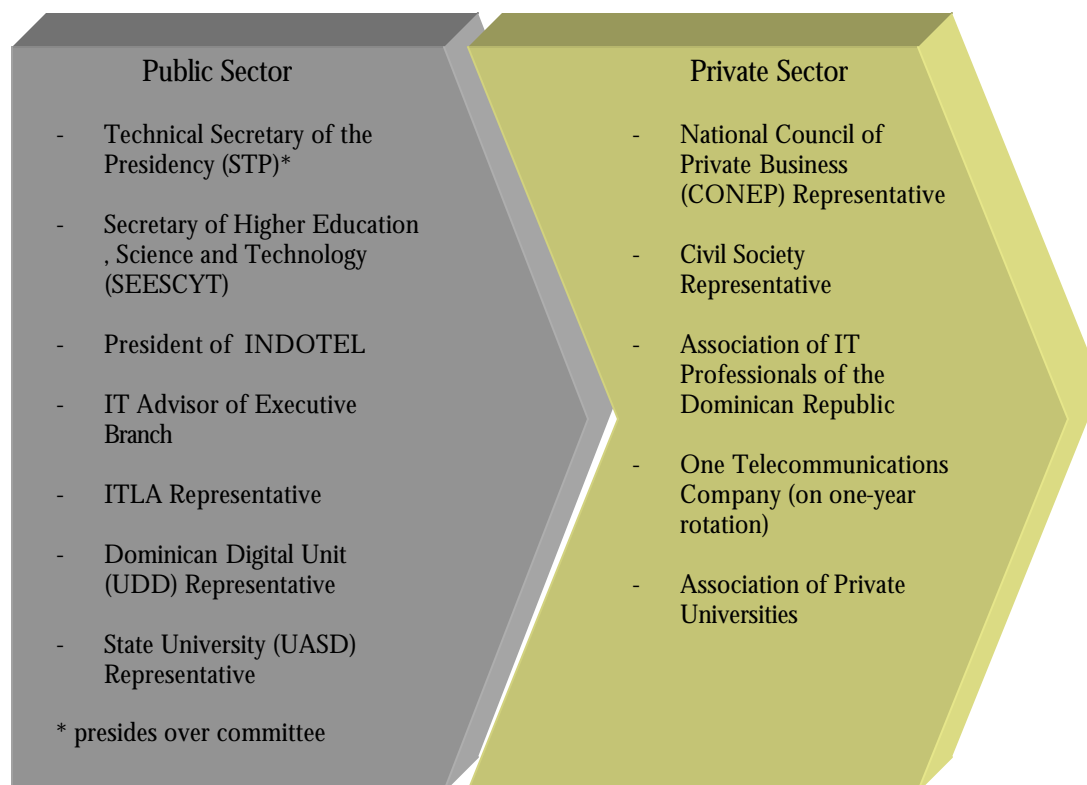 Public Sector
- Technical Secretary of the
Presidency (STP)*
- Secretary of Higher Education
, Science and Technology
(SEESCYT)
- President of INDOTEL
- IT Advisor of Executive
Branch
- ITLA Representative
- Dominican Digital Unit
(UDD) Representative
- State University (UASD)
Representative
* presides over committee
Private Sector
- National Council of
Private Business
(CONEP) Representative
- Civil Society
Representative
- Association of IT
Professionals of the
Dominican Republic
- One Telecommunications
Company (on one-year
rotation)
- Association of Private
Universities